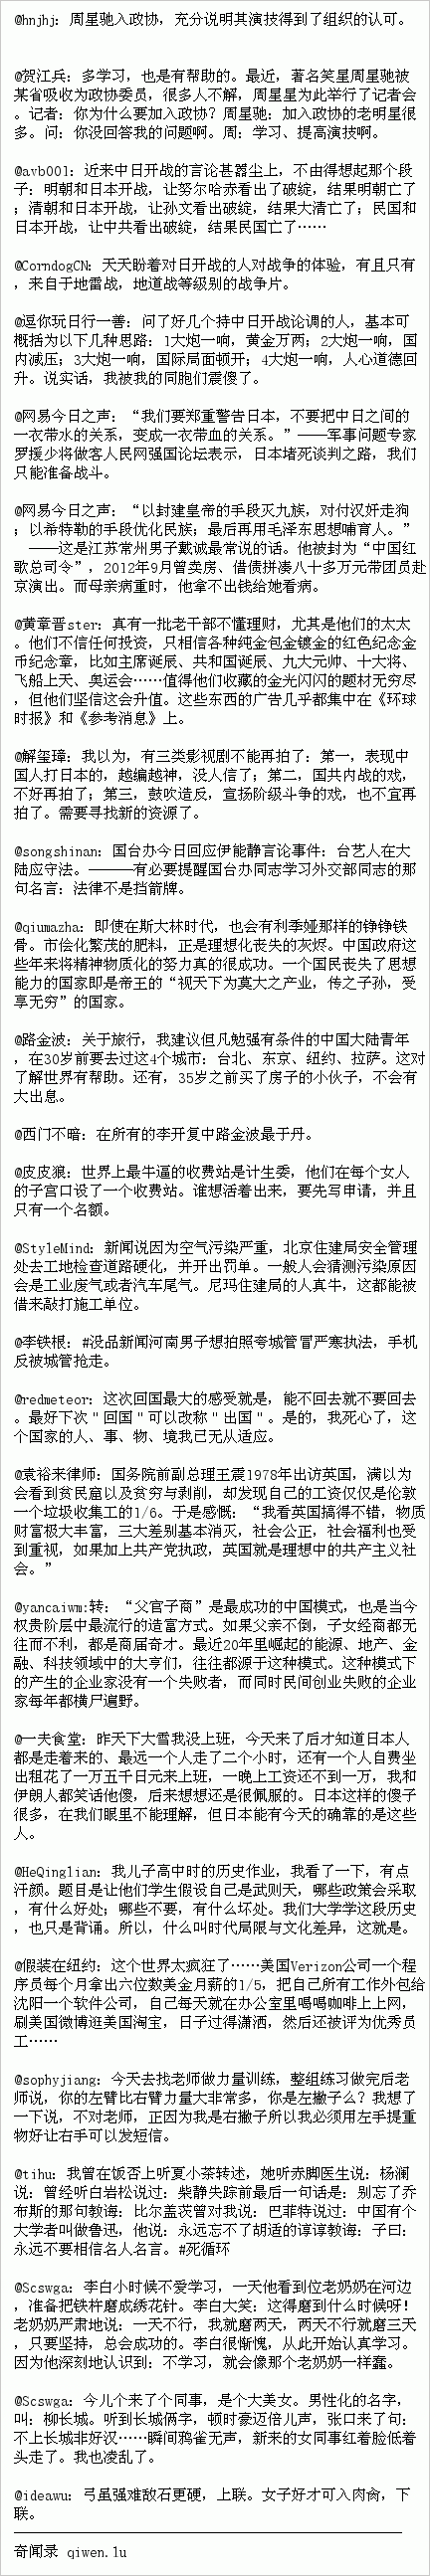 @hnjhj: 周星驰入政协，充分说明其演技得到了组织的认可。
@贺江兵：多学习，也是有帮助的。最近，著名笑星周星驰被
某省吸收为政协委员，很多人不解，周星星为此举行了记者会
。记者：你为什么要加入政协？周星驰：加入政协的老明星很
多。问：你没回答我的问题啊。周：学习、提高演技啊。
@avb001：近来中日开战的言论甚嚣尘上，不由得想起那个段
子：明朝和日本开战，让努尔哈赤看出了破绽，结果明朝亡了
；清朝和日本开战，让孙文看出破绽，结果大清亡了；民国和
日本开战，让中共看出破绽，结果民国亡了……
@CorndogCN：天天盼着对日开战的人对战争的体验，有且只有
，来自于地雷战，地道战等级别的战争片。
@逗你玩日行一善：问了好几个持中日开战论调的人，基本可
概括为以下几种思路：1大炮一响，黄金万两；2大炮一响，国
内减压；3大炮一响，国际局面顿开；4大炮一响，人心道德回
升。说实话，我被我的同胞们震傻了。
@网易今日之声：“我们要郑重警告日本，不要把中日之间的
一衣带水的关系，变成一衣带血的关系。”——军事问题专家
罗援少将做客人民网强国论坛表示，日本堵死谈判之路，我们
只能准备战斗。
@网易今日之声：“以封建皇帝的手段灭九族，对付汉奸走狗
；以希特勒的手段优化民族；最后再用毛泽东思想哺育人。”
——这是江苏常州男子戴诚最常说的话。他被封为“中国红
歌总司令”，2012年9月曾卖房、借债拼凑八十多万元带团员赴
京演出。而母亲病重时，他拿不出钱给她看病。
@黄章晋ster：真有一批老干部不懂理财，尤其是他们的太太
。他们不信任何投资，只相信各种纯金包金镀金的红色纪念金
币纪念章，比如主席诞辰、共和国诞辰、九大元帅、十大将、
飞船上天、奥运会……值得他们收藏的金光闪闪的题材无穷尽
，但他们坚信这会升值。这些东西的广告几乎都集中在《环球
时报》和《参考消息》上。
@解玺璋：我以为，有三类影视剧不能再拍了：第一，表现中
国人打日本的，越编越神，没人信了；第二，国共内战的戏，
不好再拍了；第三，鼓吹造反，宣扬阶级斗争的戏，也不宜再
拍了。需要寻找新的资源了。
@songshinan：国台办今日回应伊能静言论事件：台艺人在大
陆应守法。———有必要提醒国台办同志学习外交部同志的那
句名言：法律不是挡箭牌。
@qiumazha：即使在斯大林时代，也会有利季娅那样的铮铮铁
骨。市侩化繁茂的肥料，正是理想化丧失的灰烬。中国政府这
些年来将精神物质化的努力真的很成功。一个国民丧失了思想
能力的国家即是帝王的“视天下为莫大之产业，传之子孙，受
享无穷”的国家。
@路金波：关于旅行，我建议但凡勉强有条件的中国大陆青年
，在30岁前要去过这4个城市：台北、东京、纽约、拉萨。这对
了解世界有帮助。还有，35岁之前买了房子的小伙子，不会有
大出息。
@西门不暗：在所有的李开复中路金波最于丹。
@皮皮狼：世界上最牛逼的收费站是计生委，他们在每个女人
的子宫口设了一个收费站。谁想活着出来，要先写申请，并且
只有一个名额。
@StyleMind：新闻说因为空气污染严重，北京住建局安全管理
处去工地检查道路硬化，并开出罚单。一般人会猜测污染原因
会是工业废气或者汽车尾气。尼玛住建局的人真牛，这都能被
借来敲打施工单位。
@李铁根：#没品新闻河南男子想拍照夸城管冒严寒执法，手机
反被城管抢走。
@redmeteor：这次回国最大的感受就是，能不回去就不要回去
。最好下次＂回国＂可以改称＂出国＂。是的，我死心了，这
个国家的人、事、物、境我已无从适应。
@袁裕来律师：国务院前副总理王震1978年出访英国，满以为
会看到贫民窟以及贫穷与剥削，却发现自己的工资仅仅是伦敦
一个垃圾收集工的1/6。于是感慨：“我看英国搞得不错，物质
财富极大丰富，三大差别基本消灭，社会公正，社会福利也受
到重视，如果加上共产党执政，英国就是理想中的共产主义社
会。”
@yancaiwm:转：“父官子商”是最成功的中国模式，也是当今
权贵阶层中最流行的造富方式。如果父亲不倒，子女经商都无
往而不利，都是商届奇才。最近20年里崛起的能源、地产、金
融、科技领域中的大亨们，往往都源于这种模式。这种模式下
的产生的企业家没有一个失败者，而同时民间创业失败的企业
家每年都横尸遍野。
@一夫食堂：昨天下大雪我没上班，今天来了后才知道日本人
都是走着来的、最远一个人走了二个小时，还有一个人自费坐
出租花了一万五千日元来上班，一晚上工资还不到一万，我和
伊朗人都笑话他傻，后来想想还是很佩服的。日本这样的傻子
很多，在我们眼里不能理解，但日本能有今天的确靠的是这些
人。
@HeQinglian：我儿子高中时的历史作业，我看了一下，有点
汗颜。题目是让他们学生假设自己是武则天，哪些政策会采取
，有什么好处；哪些不要，有什么坏处。我们大学学这段历史
，也只是背诵。所以，什么叫时代局限与文化差异，这就是。
@假装在纽约：这个世界太疯狂了……美国Verizon公司一个程
序员每个月拿出六位数美金月薪的1/5，把自己所有工作外包给
沈阳一个软件公司，自己每天就在办公室里喝喝咖啡上上网，
刷美国微博逛美国淘宝，日子过得潇洒，然后还被评为优秀员
工……
@sophyjiang：今天去找老师做力量训练，整组练习做完后老
师说，你的左臂比右臂力量大非常多，你是左撇子么？我想了
一下说，不对老师，正因为我是右撇子所以我必须用左手提重
物好让右手可以发短信。
@tihu：我曾在饭否上听夏小茶转述，她听赤脚医生说：杨澜
说：曾经听白岩松说过：柴静失踪前最后一句话是：别忘了乔
布斯的那句教诲：比尔盖茨曾对我说：巴菲特说过：中国有个
大学者叫做鲁迅，他说：永远忘不了胡适的谆谆教诲：子曰：
永远不要相信名人名言。#死循环
@Scswga：李白小时候不爱学习，一天他看到位老奶奶在河边
，准备把铁杵磨成绣花针。李白大笑：这得磨到什么时候呀！
老奶奶严肃地说：一天不行，我就磨两天，两天不行就磨三天
，只要坚持，总会成功的。李白很惭愧，从此开始认真学习。
因为他深刻地认识到：不学习，就会像那个老奶奶一样蠢。
@Scswga：今儿个来了个同事，是个大美女。男性化的名字，
叫：柳长城。听到长城俩字，顿时豪迈倍儿声，张口来了句：
不上长城非好汉……瞬间鸦雀无声，新来的女同事红着脸低着
头走了。我也凌乱了。
@ideawu：弓虽强难敌石更硬，上联。女子好才可入肉肏，下
联。
奇闻录 qiwen.lu